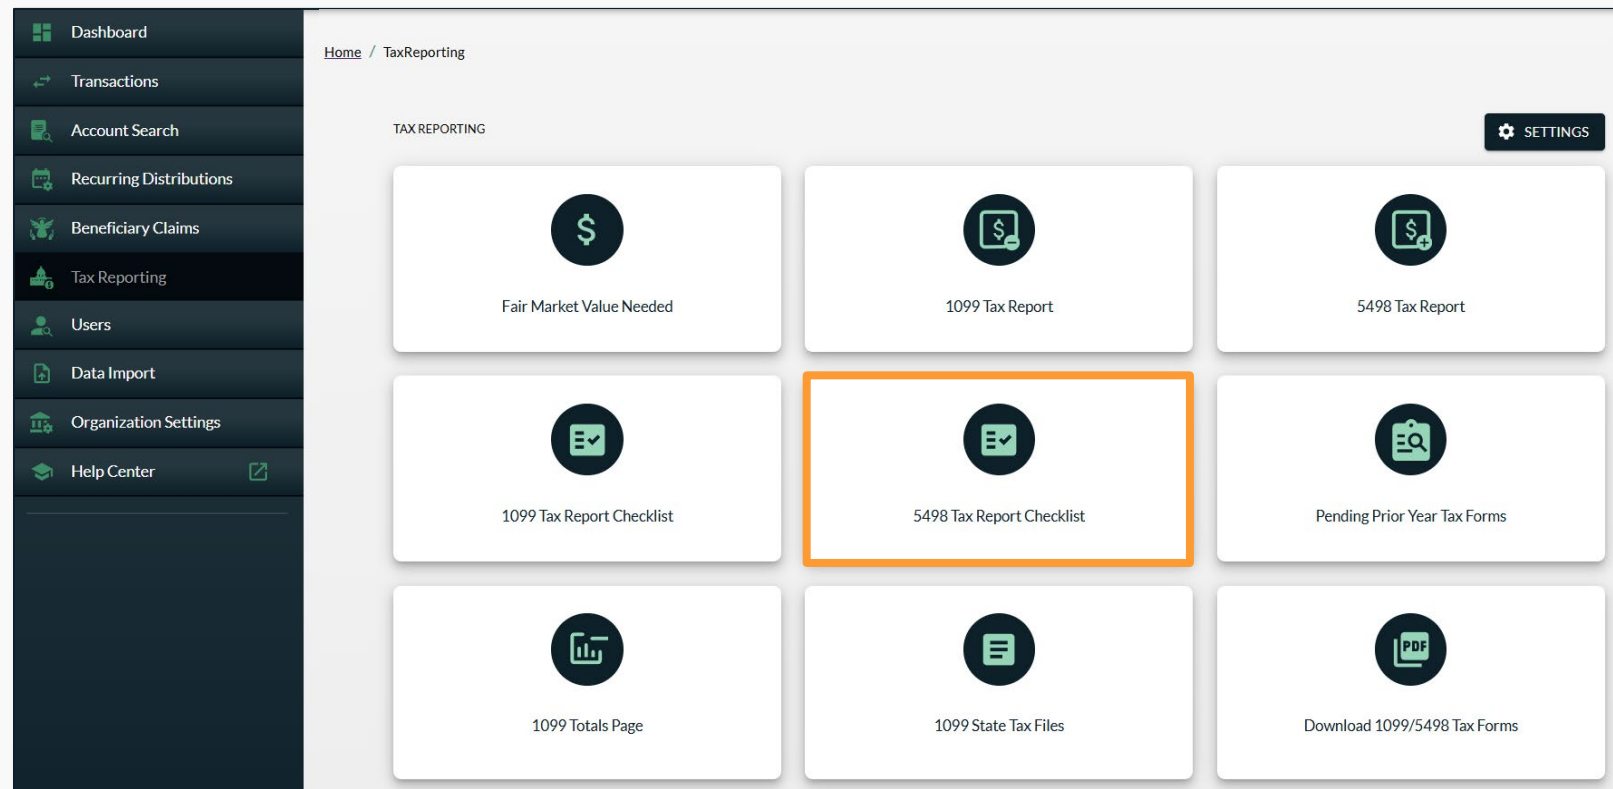 Dashboard
Transactions
Account Search
Recurring Distributions
Beneficiary Claims
Tax Reporting
Users
Data Import
Organization Settings
Help Center
Home / TaxReporting
TAX REPORTING
SETTINGS
Fair Market Value Needed
1099 Tax Report
5498 Tax Report
1099 Tax Report Checklist
5498 Tax Report Checklist
Pending Prior Year Tax Forms
1099 Totals Page
1099 State Tax Files
PDF
Download 1099/5498 Tax Forms